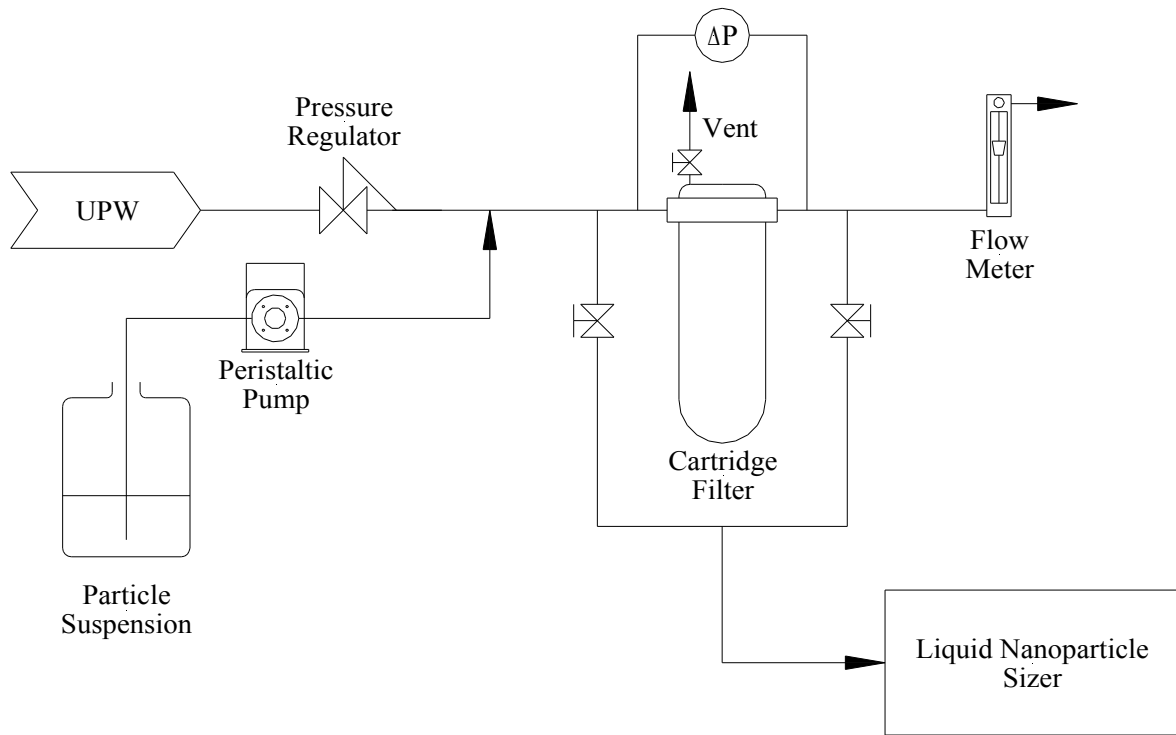 ΔP
Pressure
Regulator
Vent
UPW
Flow
Meter
Peristaltic
Pump
Cartridge
Filter
Particle
Suspension
Liquid Nanoparticle
Sizer